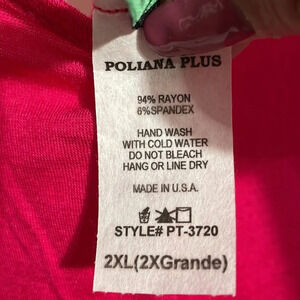 POLIANA PLUS
94% RAYON
6%SPANDEX
HAND WASH
WITH COLD WATER
DO NOT BLEACH
HANG OR LINE DRY
MADE IN U.S.A.
STYLE# PT-3720
2XL(2XGrande)